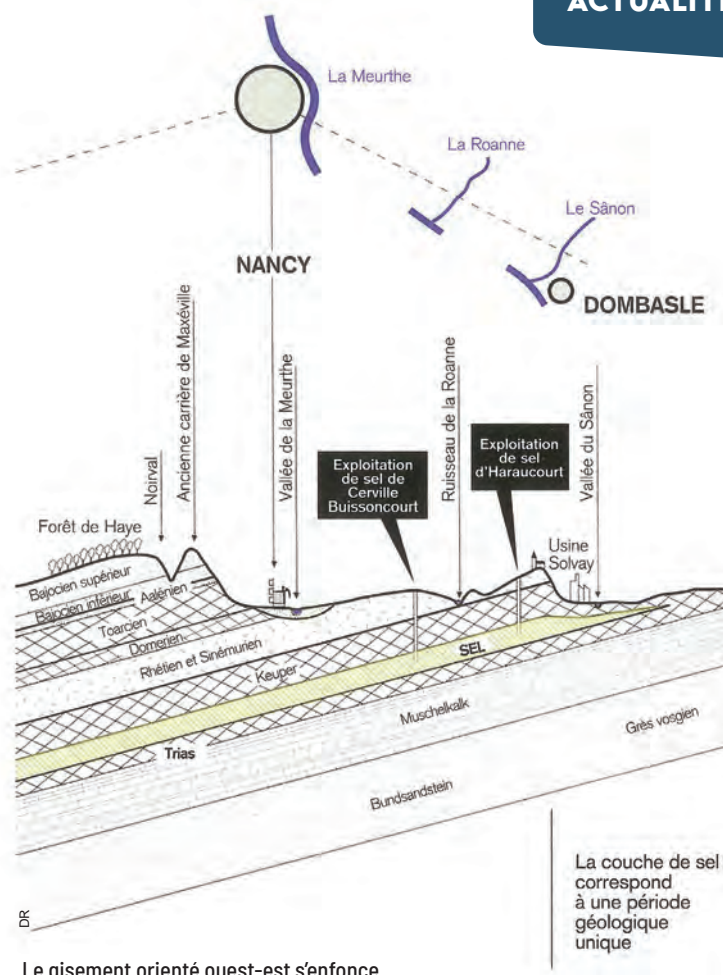 ACTUALIT
La Meurthe
La Roanne
Le Sânon
NANCY
DOMBASLE
Noirval
Ancienne carrière de Maxéville
Vallée de la Meurthe
Ruisseau de la Roanne
Vallée du Sânon
Exploitation
de sel de
Cerville
Buissoncourt
Exploitation
de sel
d'Haraucourt
Forêt de Haye
Usine
Solvay
Bajocien supérieur
Bajocien inférieur
Aalénien
Toarcien
Domerien
Rhétien et Sinémurien
Keuper
SEL
Trias
Muschelkalk
Grès vosgien
Bundsandstein
La couche de sel
correspond
à une période
géologique
unique
DR
Le gisement orienté ouest-est s'enfonce